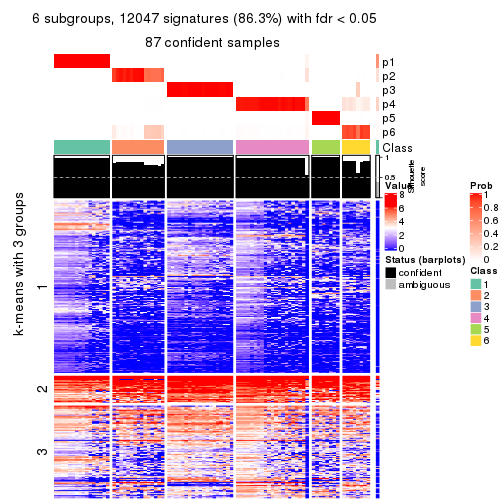 6 subgroups, 12047 signatures (86.3%) with fdr < 0.05
87 confident samples
p1
p2
p3
p4
p5
p6
Class
1
0.5
0
Silhouette
score
k-means with 3 groups
1
2
3
Value
8
6
4
2
0
Status (barplots)
confident
ambiguous
Prob
1
0.8
0.6
0.4
0.2
0
Class
1
2
3
4
5
6